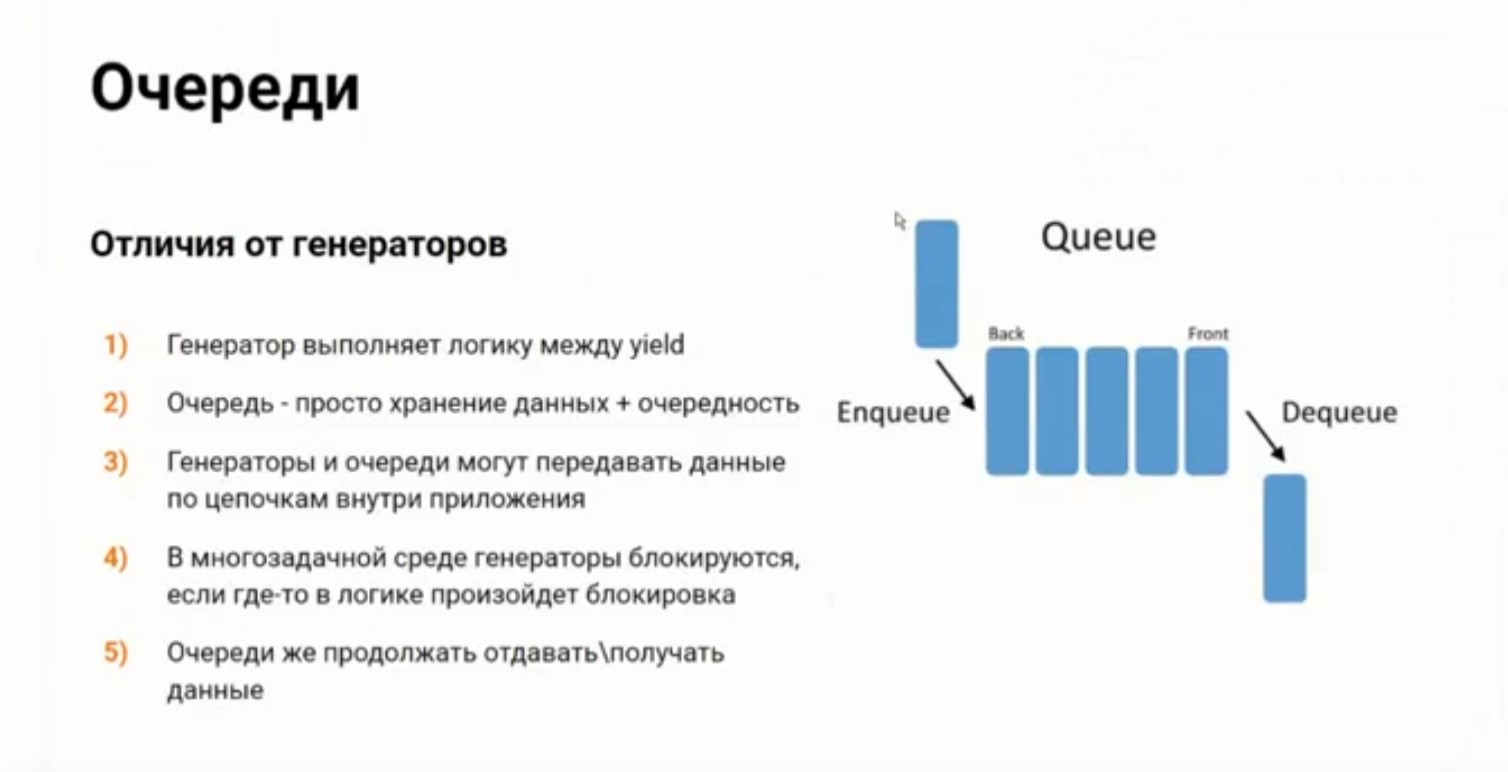 Очереди
Отличия от генераторов
1) Генератор выполняет логику между yield
2) Очередь - просто хранение данных + очередность
3) Генераторы и очереди могут передавать данные
по цепочкам внутри приложения
4) В многозадачной среде генераторы блокируются,
если где-то в логике произойдет блокировка
5) Очереди же продолжать отдавать\получать
данные
Queue
Back
Front
Enqueue
Dequeue